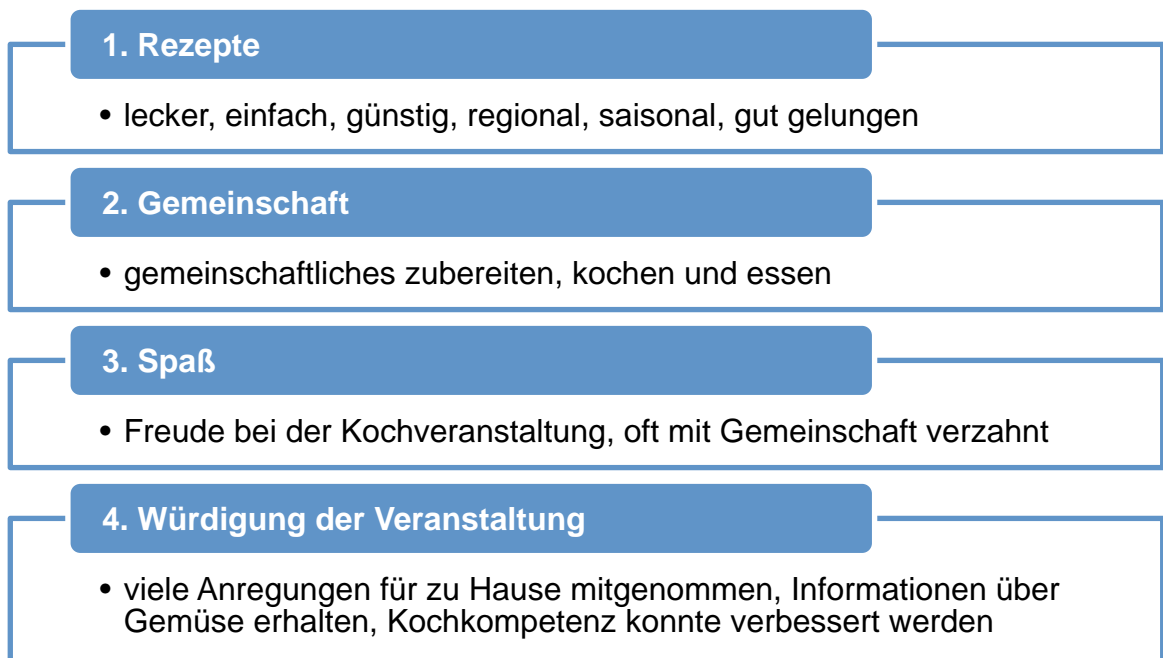 1. Rezepte
• lecker, einfach, günstig, regional, saisonal, gut gelungen
2. Gemeinschaft
• gemeinschaftliches zubereiten, kochen und essen
3. Spaß
• Freude bei der Kochveranstaltung, oft mit Gemeinschaft verzahnt
4. Würdigung der Veranstaltung
• viele Anregungen für zu Hause mitgenommen, Informationen über
Gemüse erhalten, Kochkompetenz konnte verbessert werden